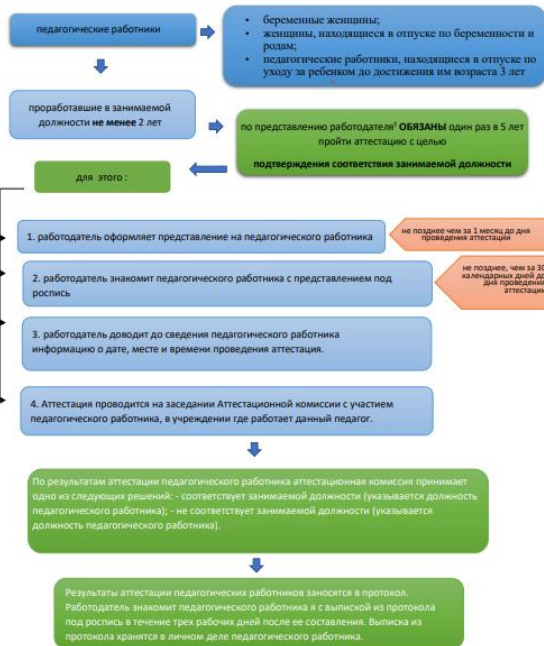 педагогические работники
• беременные женщины;
• женщины, находящиеся в отпуске по беременности и
родам;
• педагогические работники, находящиеся в отпуске по
уходу за ребенком до достижения им возраста 3 лет
проработавшие в занимаемой
должности не менее 2 лет
по представлению работодателя¹ ОБЯЗАНЫ один раз в 5 лет
пройти аттестацию с целью
подтверждения соответствия занимаемой должности
для этого :
1. работодатель оформляет представление на педагогического работника
не позднее чем за 1 месяц до дня
проведения аттестации
2. работодатель знакомит педагогического работника с представлением под
роспись
не позднее, чем за 30
календарных дней до
дня проведения
аттестации
3. работодатель доводит до сведения педагогического работника
информацию о дате, месте и времени проведения аттестация.
4. Аттестация проводится на заседании Аттестационной комиссии с участием
педагогического работника, в учреждении где работает данный педагог.
По результатам аттестации педагогического работника аттестационная комиссия принимает
одно из следующих решений: - соответствует занимаемой должности (указывается должность
педагогического работника); - не соответствует занимаемой должности (указывается
должность педагогического работника).
Результаты аттестации педагогических работников заносятся в протокол.
Работодатель знакомит педагогического работника я с выпиской из протокола
под роспись в течение трех рабочих дней после ее составления. Выписка из
протокола хранятся в личном деле педагогического работника.